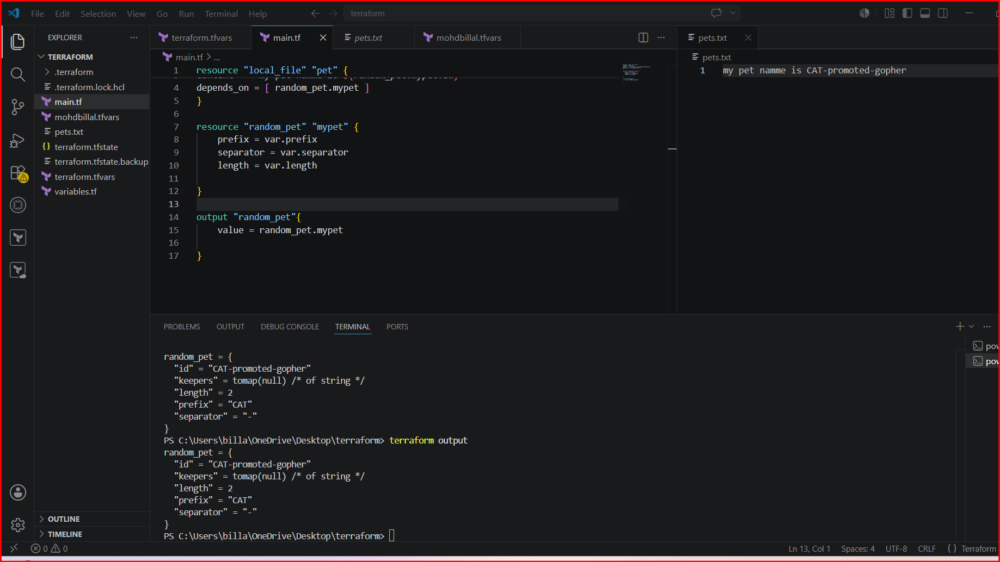 File Edit Selection View Go Run Terminal Help
terraform
EXPLORER
TERRAFORM
.terraform
.terraform.lock.hcl
main.tf
mohdbillal.tfvars
pets.txt
terraform.tfstate
terraform.tfstate.backup
terraform.tfvars
variables.tf
OUTLINE
TIMELINE
terraform.tfvars main.tf pets.txt mohdbillal.tfvars
main.tf > ...
1 resource "local_file" "pet" {
4 depends_on = [ random_pet.mypet ]
5 }
6
7 resource "random_pet" "mypet" {
8 prefix = var.prefix
9 separator = var.separator
10 length = var.length
11
12 }
13
14 output "random_pet"{
15 value = random_pet.mypet
16
17 }
pets.txt
pets.txt
1 my pet namme is CAT-promoted-gopher
PROBLEMS OUTPUT DEBUG CONSOLE TERMINAL PORTS
random_pet = {
"id" = "CAT-promoted-gopher"
"keepers" = tomap(null) /* of string */
"length" = 2
"prefix" = "CAT"
"separator" = "-"
}
PS C:\Users\billa\OneDrive\Desktop\terraform> terraform output
random_pet = {
"id" = "CAT-promoted-gopher"
"keepers" = tomap(null) /* of string */
"length" = 2
"prefix" = "CAT"
"separator" = "-"
}
PS C:\Users\billa\OneDrive\Desktop\terraform>
pow
pow
0 0
Ln 13, Col 1 Spaces: 4 UTF-8 CRLF { } Terraform